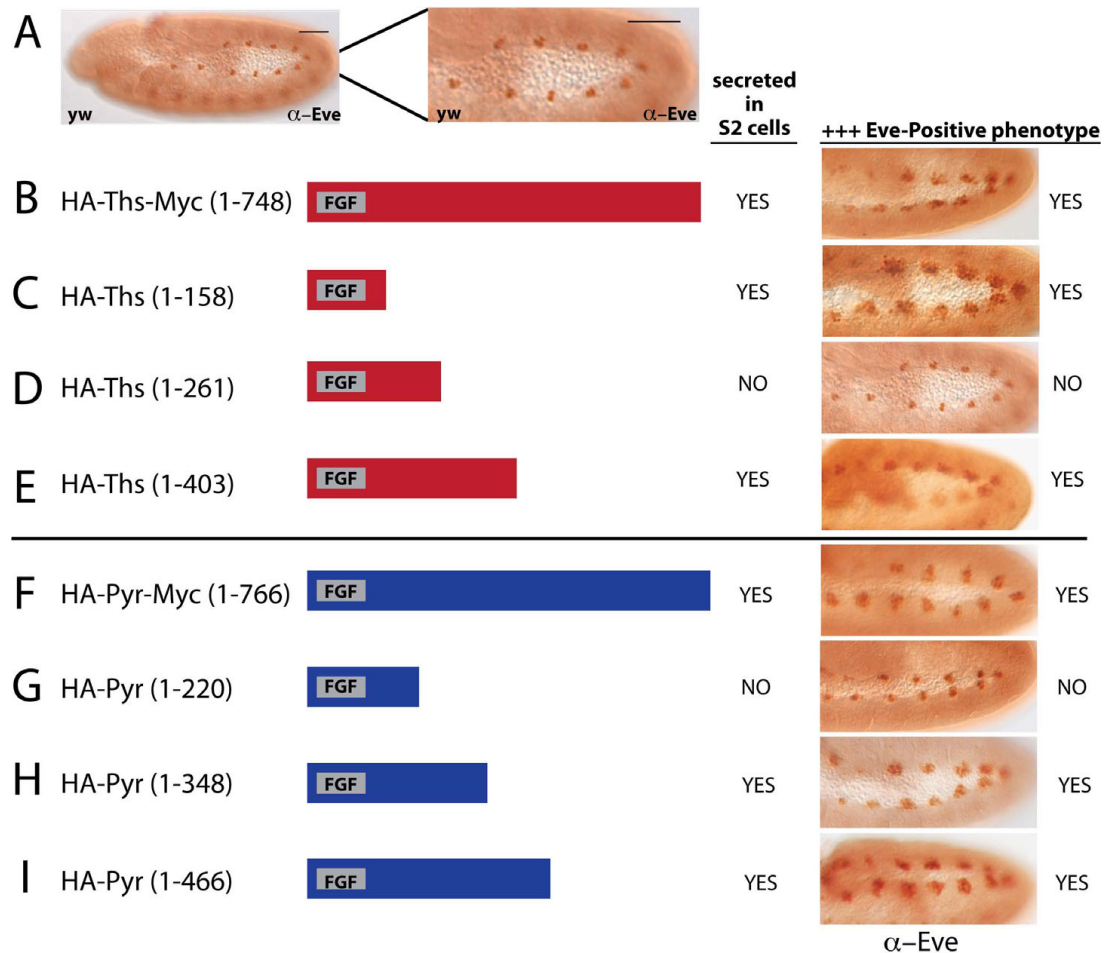 A
yw
α–Eve
yw
α–Eve
secreted
in
S2 cells
+++ Eve-Positive phenotype
B HA-Ths-Myc (1-748) FGF YES YES
C HA-Ths (1-158) FGF YES YES
D HA-Ths (1-261) FGF NO NO
E HA-Ths (1-403) FGF YES YES
F HA-Pyr-Myc (1-766) FGF YES YES
G HA-Pyr (1-220) FGF NO NO
H HA-Pyr (1-348) FGF YES YES
I HA-Pyr (1-466) FGF YES YES
α–Eve